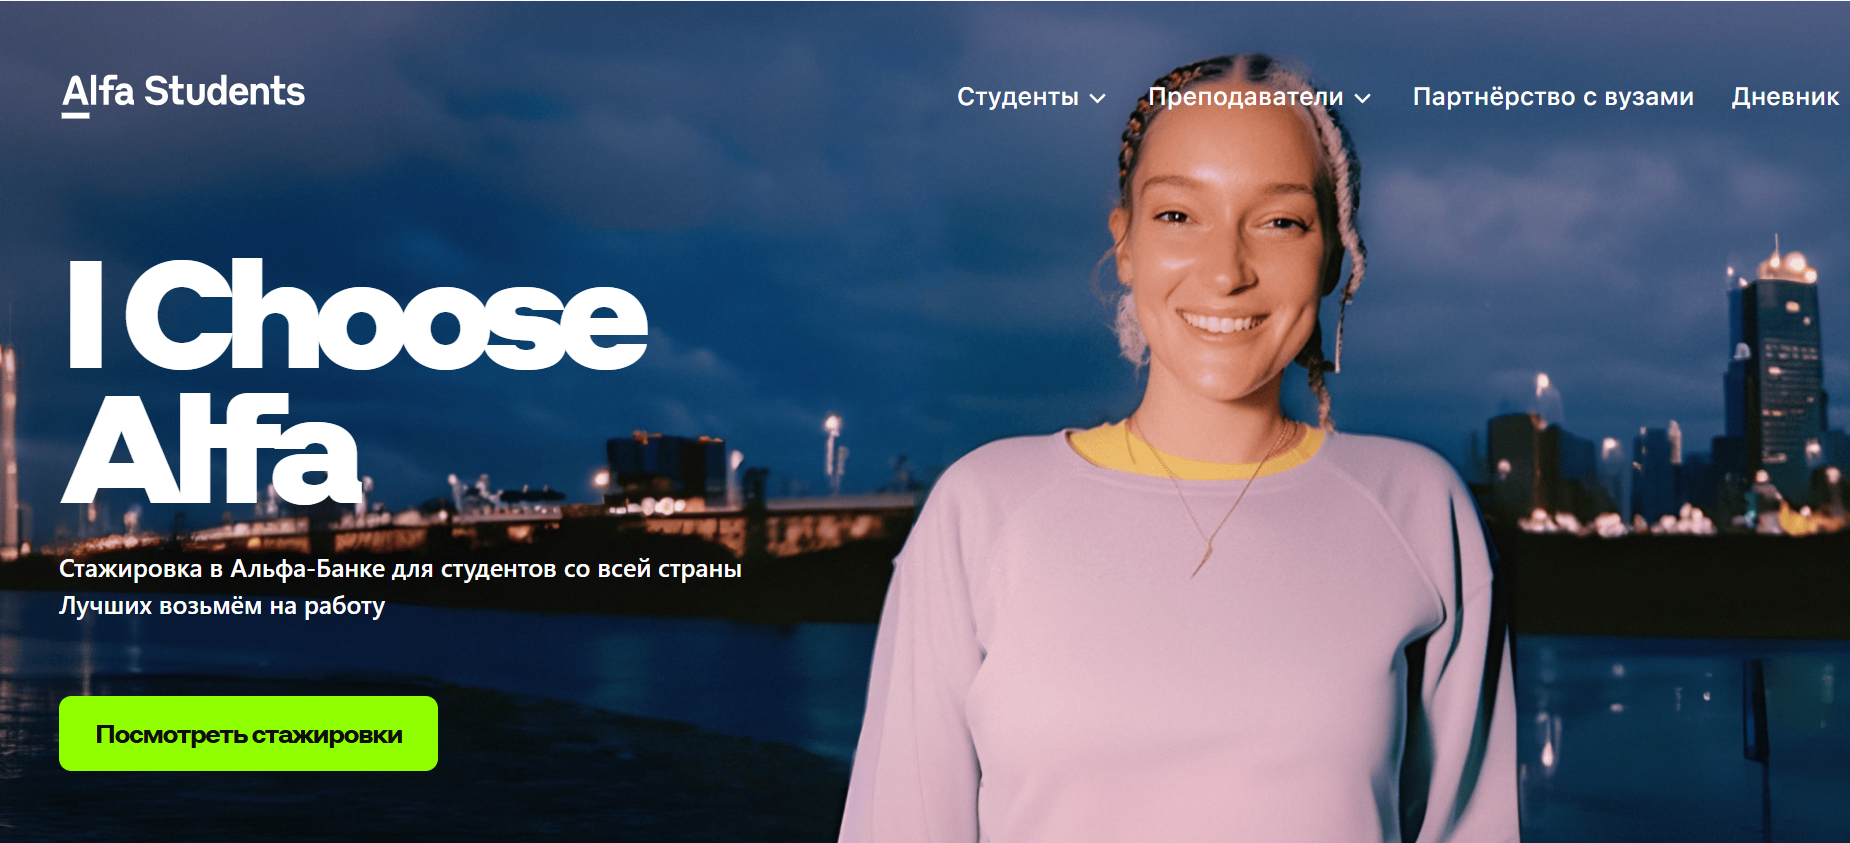 Alfa Students
Студенты Преподаватели Партнёрство с вузами Дневник
I Choose
Alfa
Стажировка в Альфа-Банке для студентов со всей страны
Лучших возьмём на работу
Посмотреть стажировки